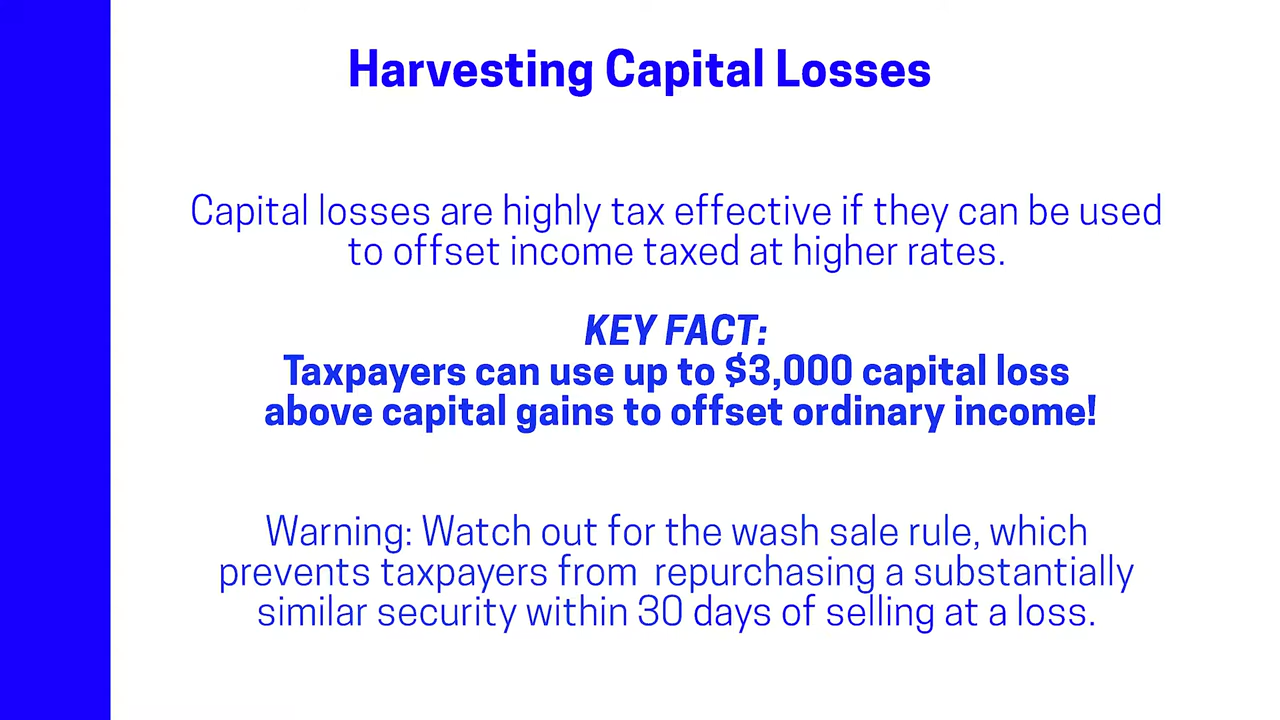 Harvesting Capital Losses
Capital losses are highly tax effective if they can be used
to offset income taxed at higher rates.
KEY FACT:
Taxpayers can use up to $3,000 capital loss
above capital gains to offset ordinary income!
Warning: Watch out for the wash sale rule, which
prevents taxpayers from  repurchasing a substantially
similar security within 30 days of selling at a loss.